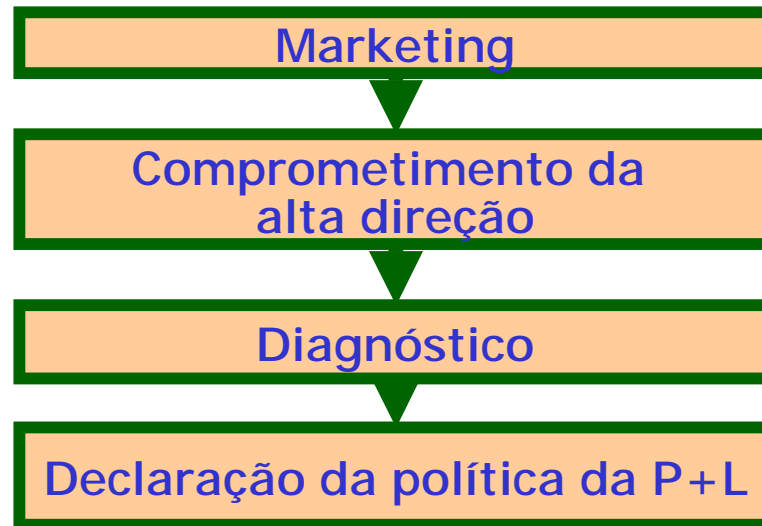 Marketing
Comprometimento da
alta direção
Diagnóstico
Declaração da política da P+L